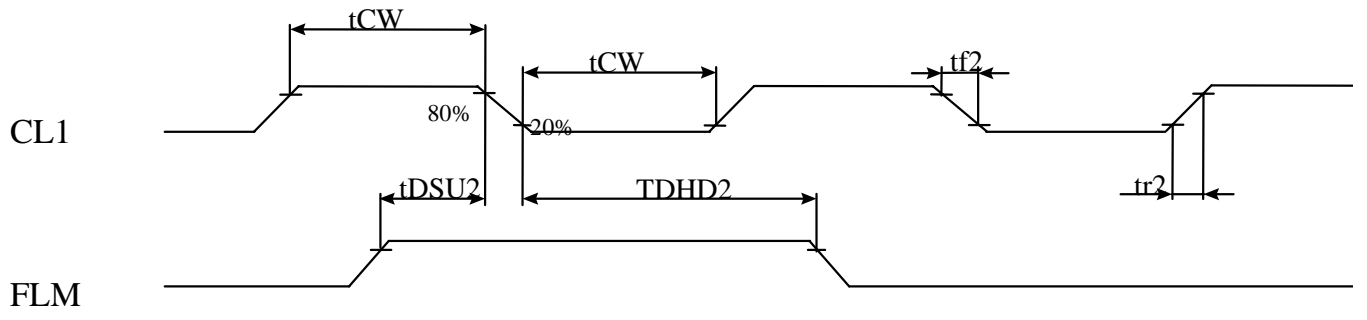 tCW
tCW
tf2
80%
20%
CL1
tDSU2
TDHD2
tr2
FLM